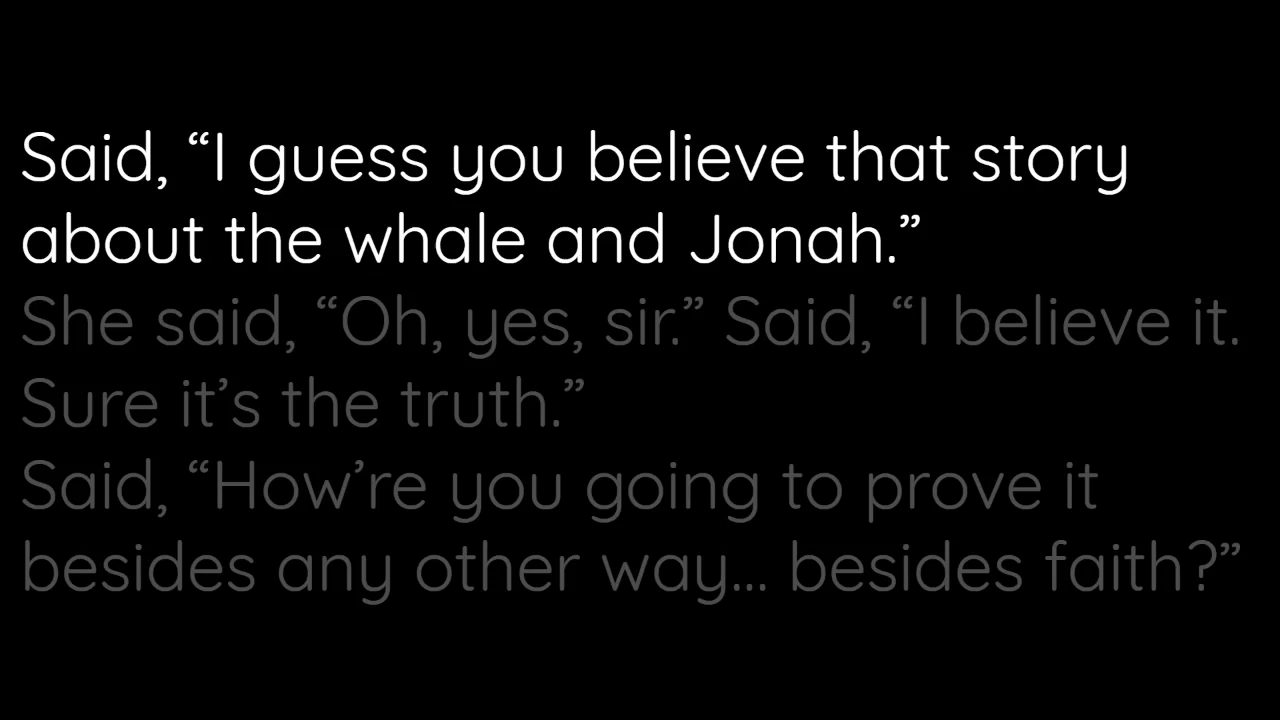 Said, “I guess you believe that story
about the whale and Jonah.”
She said, “Oh, yes, sir.” Said, “I believe it.
Sure it’s the truth.”
Said, “How’re you going to prove it
besides any other way... besides faith?”